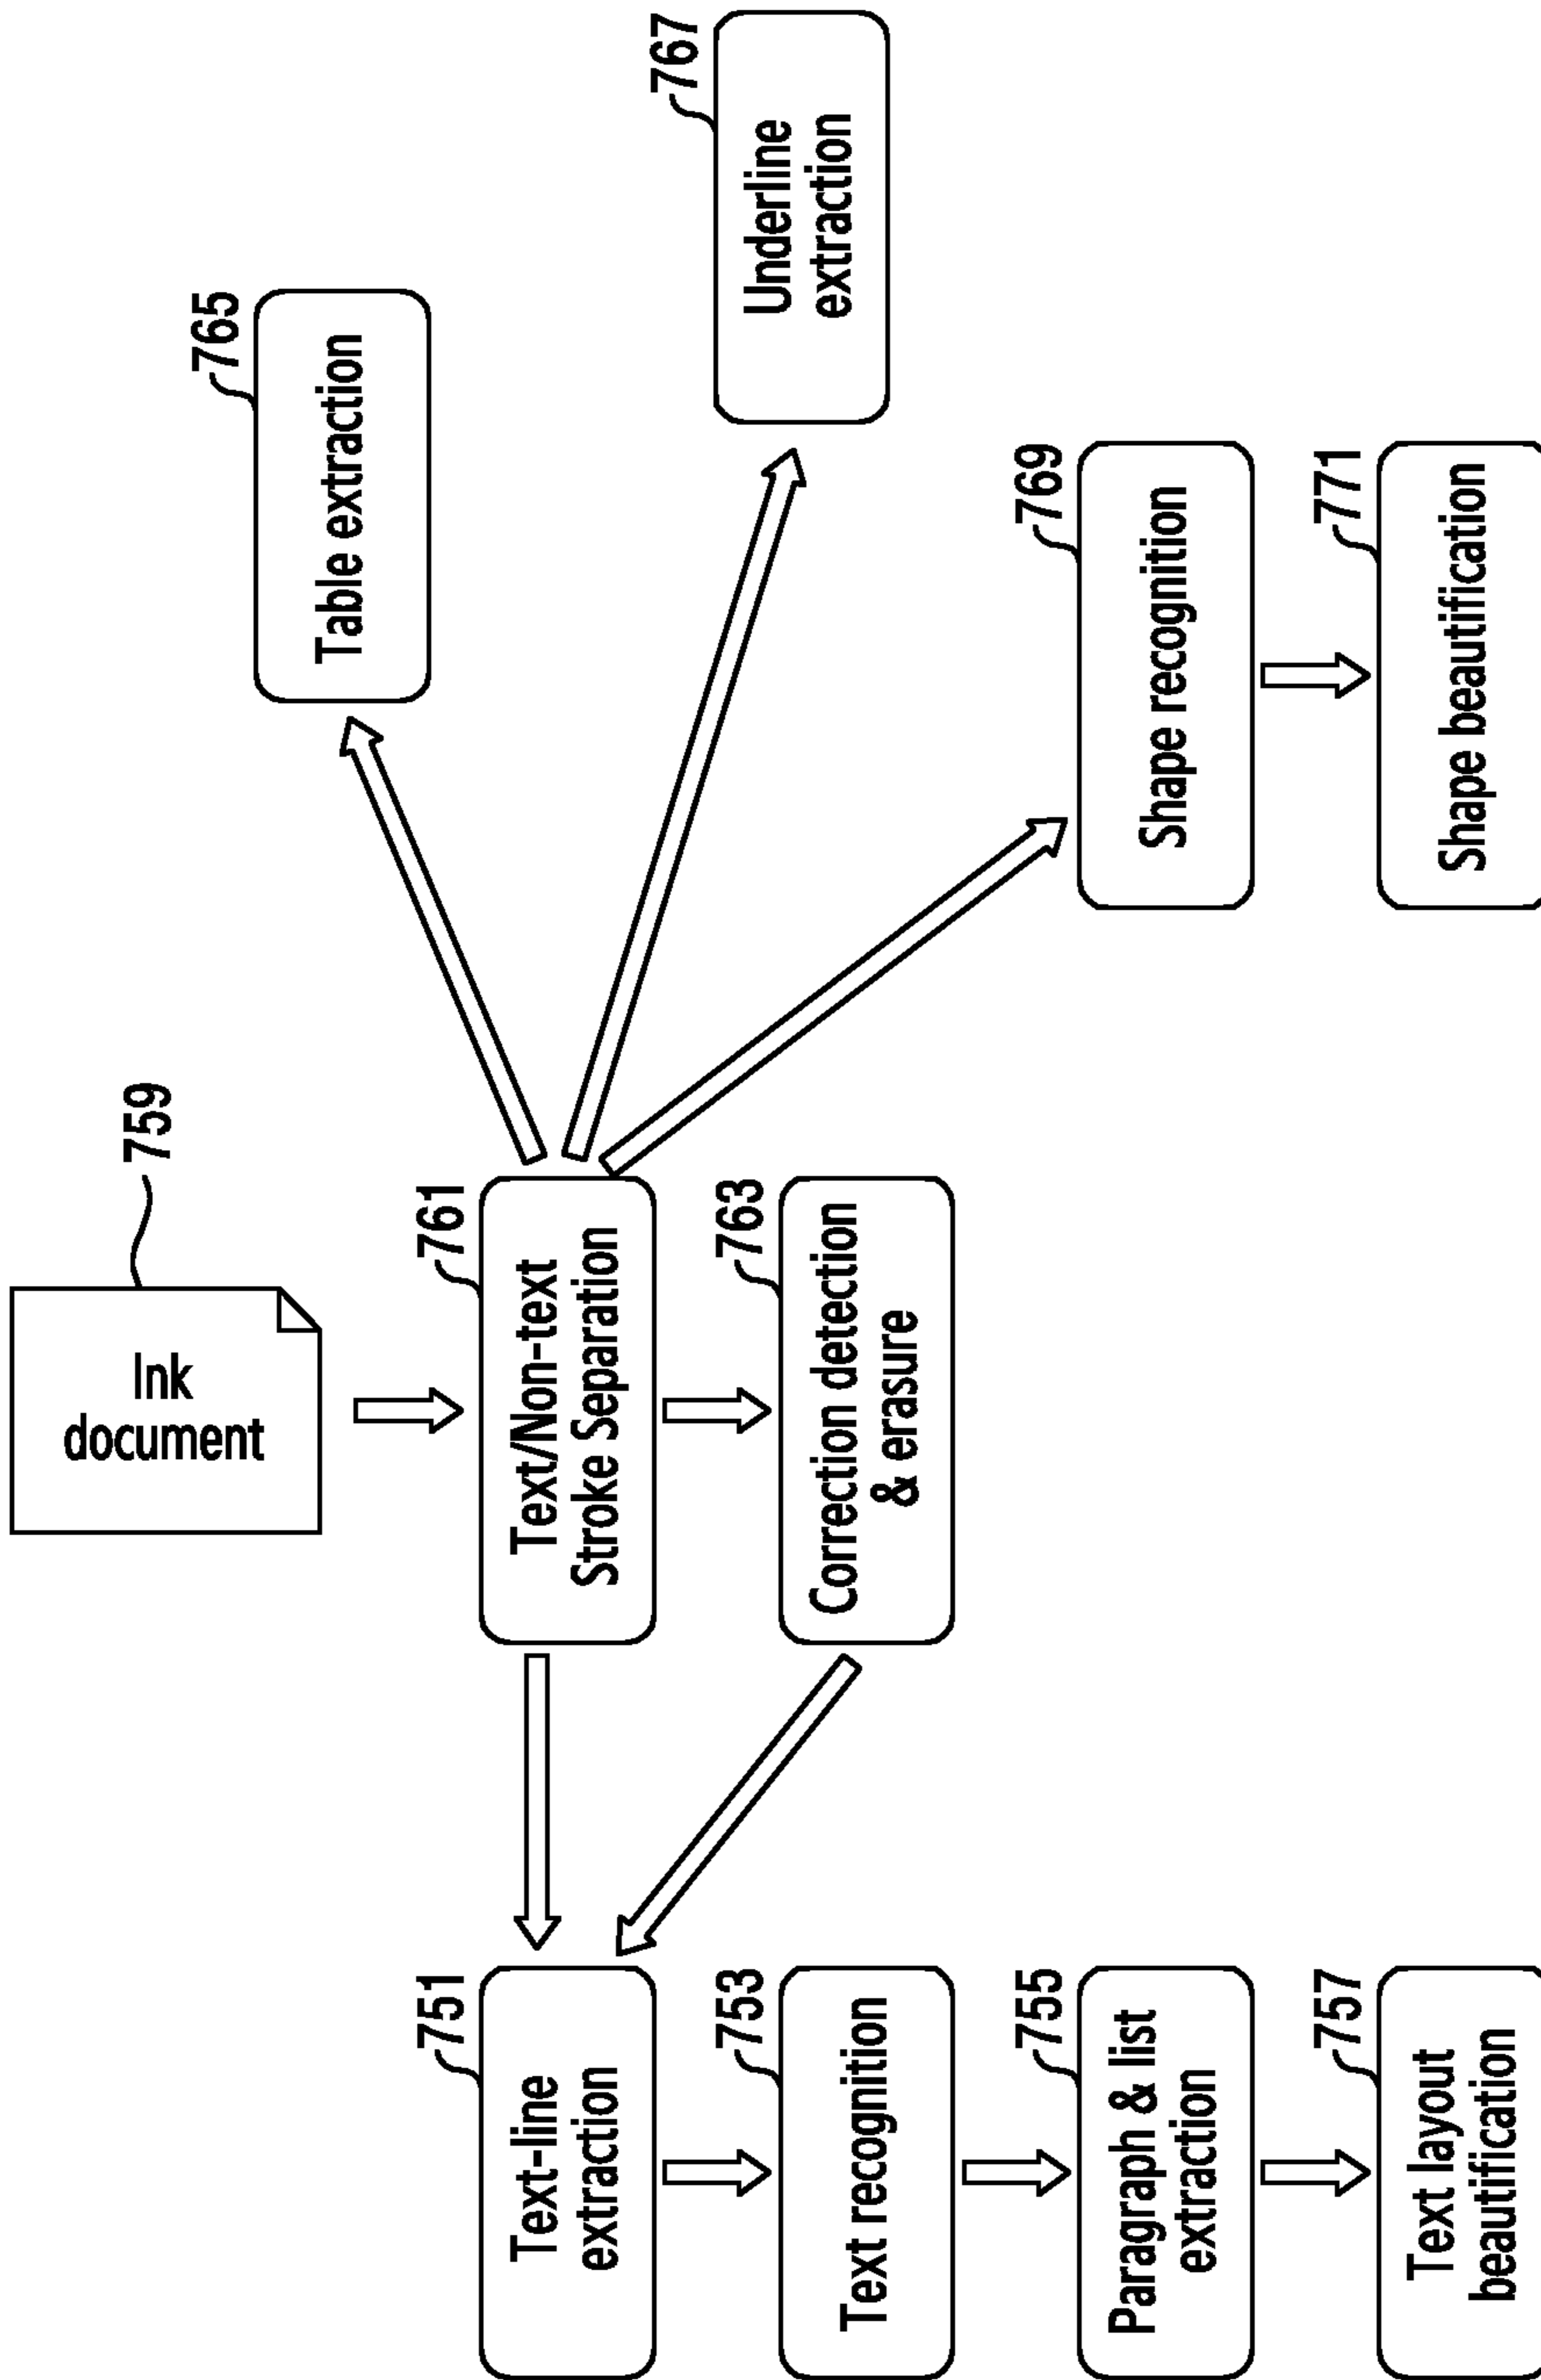 759
Ink
document
765
Table extraction
751
Text-line
extraction
761
Text/Non-text
Stroke Separation
767
Underline
extraction
753
Text recognition
763
Correction detection
& erasure
769
Shape recognition
755
Paragraph & list
extraction
771
Shape beautification
757
Text layout
beautification